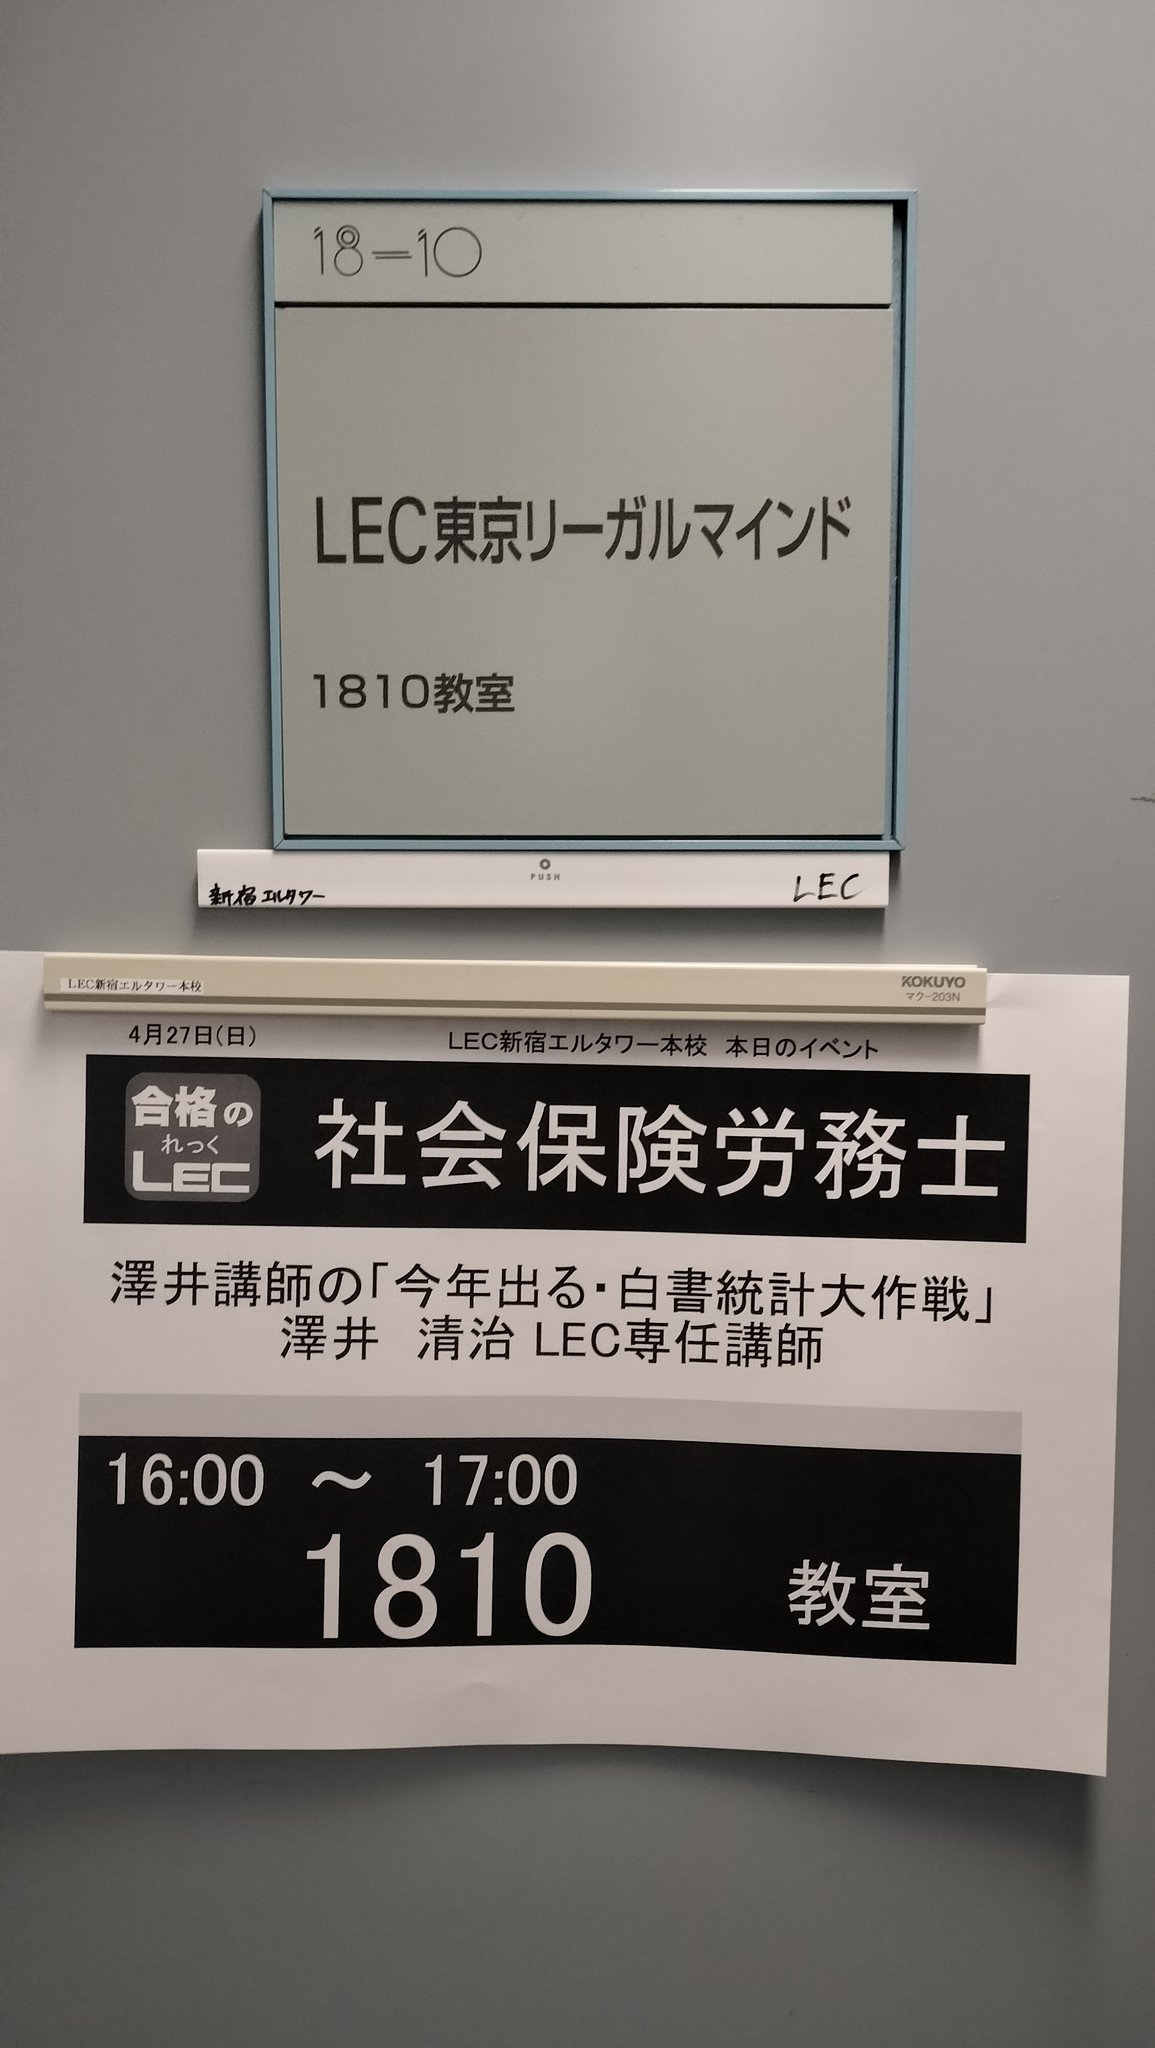 18-10
LEC東京リーガルマインド
1810教室
PUSH
新宿エルタワー
LEC
LEC新宿エルタワー本校
KOKUYO
マク-203N
4月27日(日)
LEC新宿エルタワー本校 本日のイベント
合格の
れっく
LEC
社会保険労務士
澤井講師の「今年出る・白書統計大作戦」
澤井 清治 LEC専任講師
16:00 ～ 17:00
1810 教室